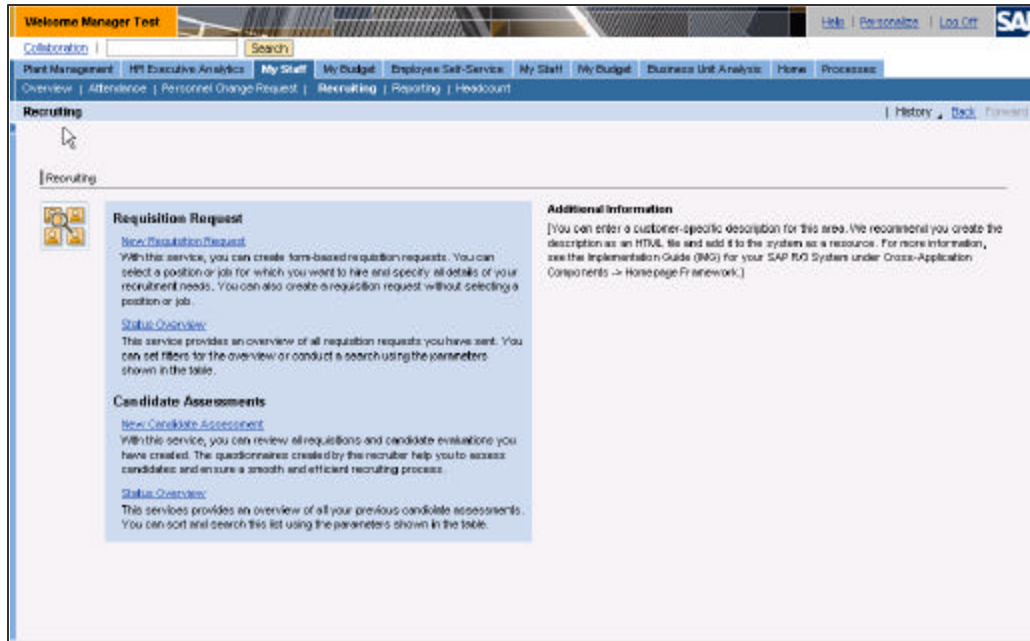 Welcome Manager Test
Help | Personalize | Log Off
SA
Collaboration |
Search
Plant Management HR Executive Analytics My Staff My Budget Employee Self-Service My Staff My Budget Business Unit Analysis Home Processes
Overview | Attendance | Personnel Change Request | Recruiting | Reporting | Headcount
Recruiting
| History Back Forward
Recruiting
Requisition Request
New Requisition Request
With this service, you can create form-based requisition requests. You can
select a position or job for which you want to hire and specify all details of your
recruitment needs. You can also create a requisition request without selecting a
position or job.
Status Overview
This service provides an overview of all requisition requests you have sent. You
can set filters for the overview or conduct a search using the parameters
shown in the table.
Candidate Assessments
New Candidate Assessment
With this service, you can review all requisitions and candidate evaluations you
have created. The questionnaires created by the recruiter help you to assess
candidates and ensure a smooth and efficient recruiting process.
Status Overview
This services provides an overview of all your previous candidate assessments.
You can sort and search this list using the parameters shown in the table.
Additional Information
[You can enter a customer-specific description for this area. We recommend you create the
description as an HTML file and add it to the system as a resource. For more information,
see the Implementation Guide (IMG) for your SAP R/3 System under Cross-Application
Components -> Homepage Framework.]